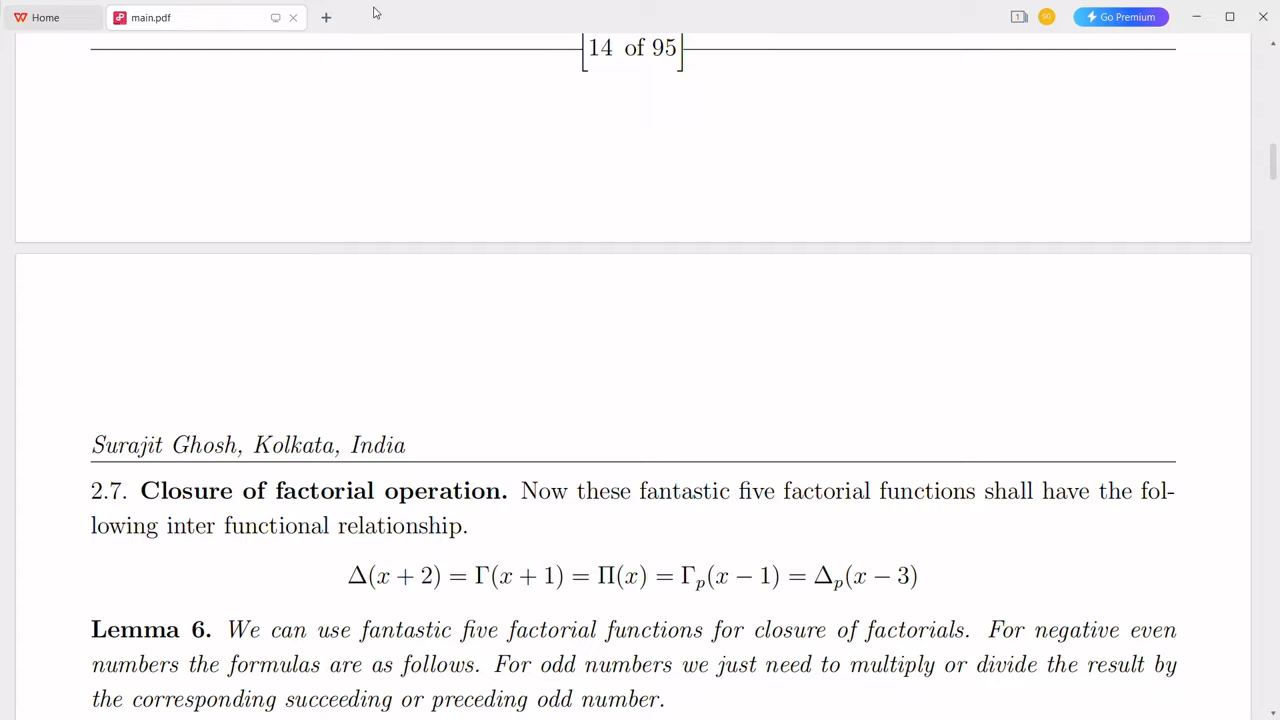 Home
main.pdf
1
SG
Go Premium
14 of 95
Surajit Ghosh, Kolkata, India
2.7. Closure of factorial operation. Now these fantastic five factorial functions shall have the fol-
lowing inter functional relationship.
Δ(x + 2) = Γ(x + 1) = Π(x) = Γₚ(x − 1) = Δₚ(x − 3)
Lemma 6. We can use fantastic five factorial functions for closure of factorials. For negative even
numbers the formulas are as follows. For odd numbers we just need to multiply or divide the result by
the corresponding succeeding or preceding odd number.